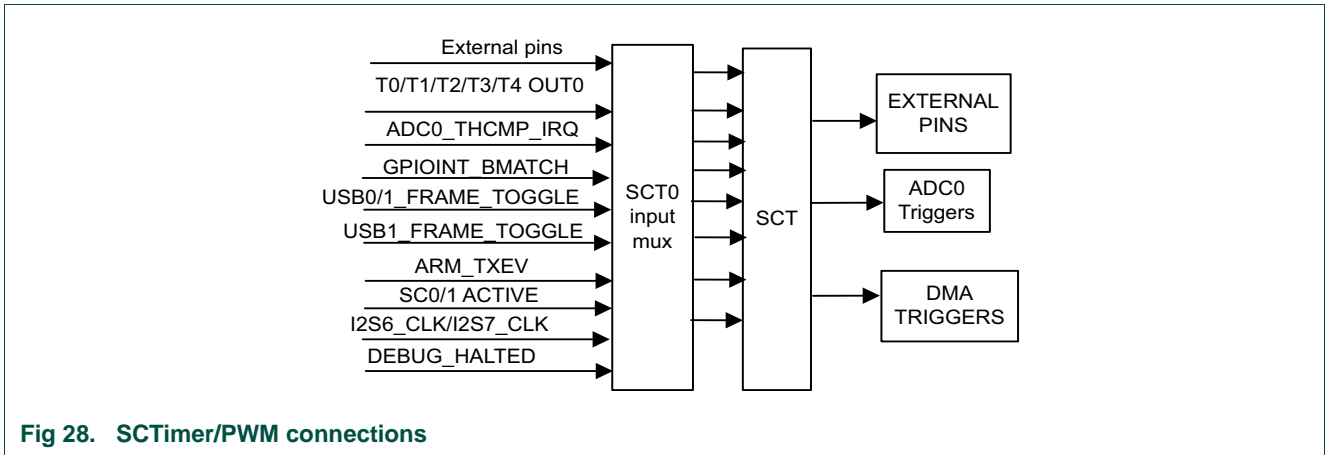 External pins
T0/T1/T2/T3/T4 OUT0
ADC0_THCMP_IRQ
GPIOINT_BMATCH
USB0/1_FRAME_TOGGLE
USB1_FRAME_TOGGLE
ARM_TXEV
SC0/1 ACTIVE
I2S6_CLK/I2S7_CLK
DEBUG_HALTED
SCT0
input
mux
SCT
EXTERNAL
PINS
ADC0
Triggers
DMA
TRIGGERS
Fig 28. SCTimer/PWM connections